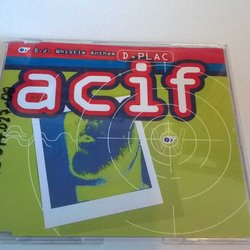 D.J. Whistle Anthem
D.PLAC
acif